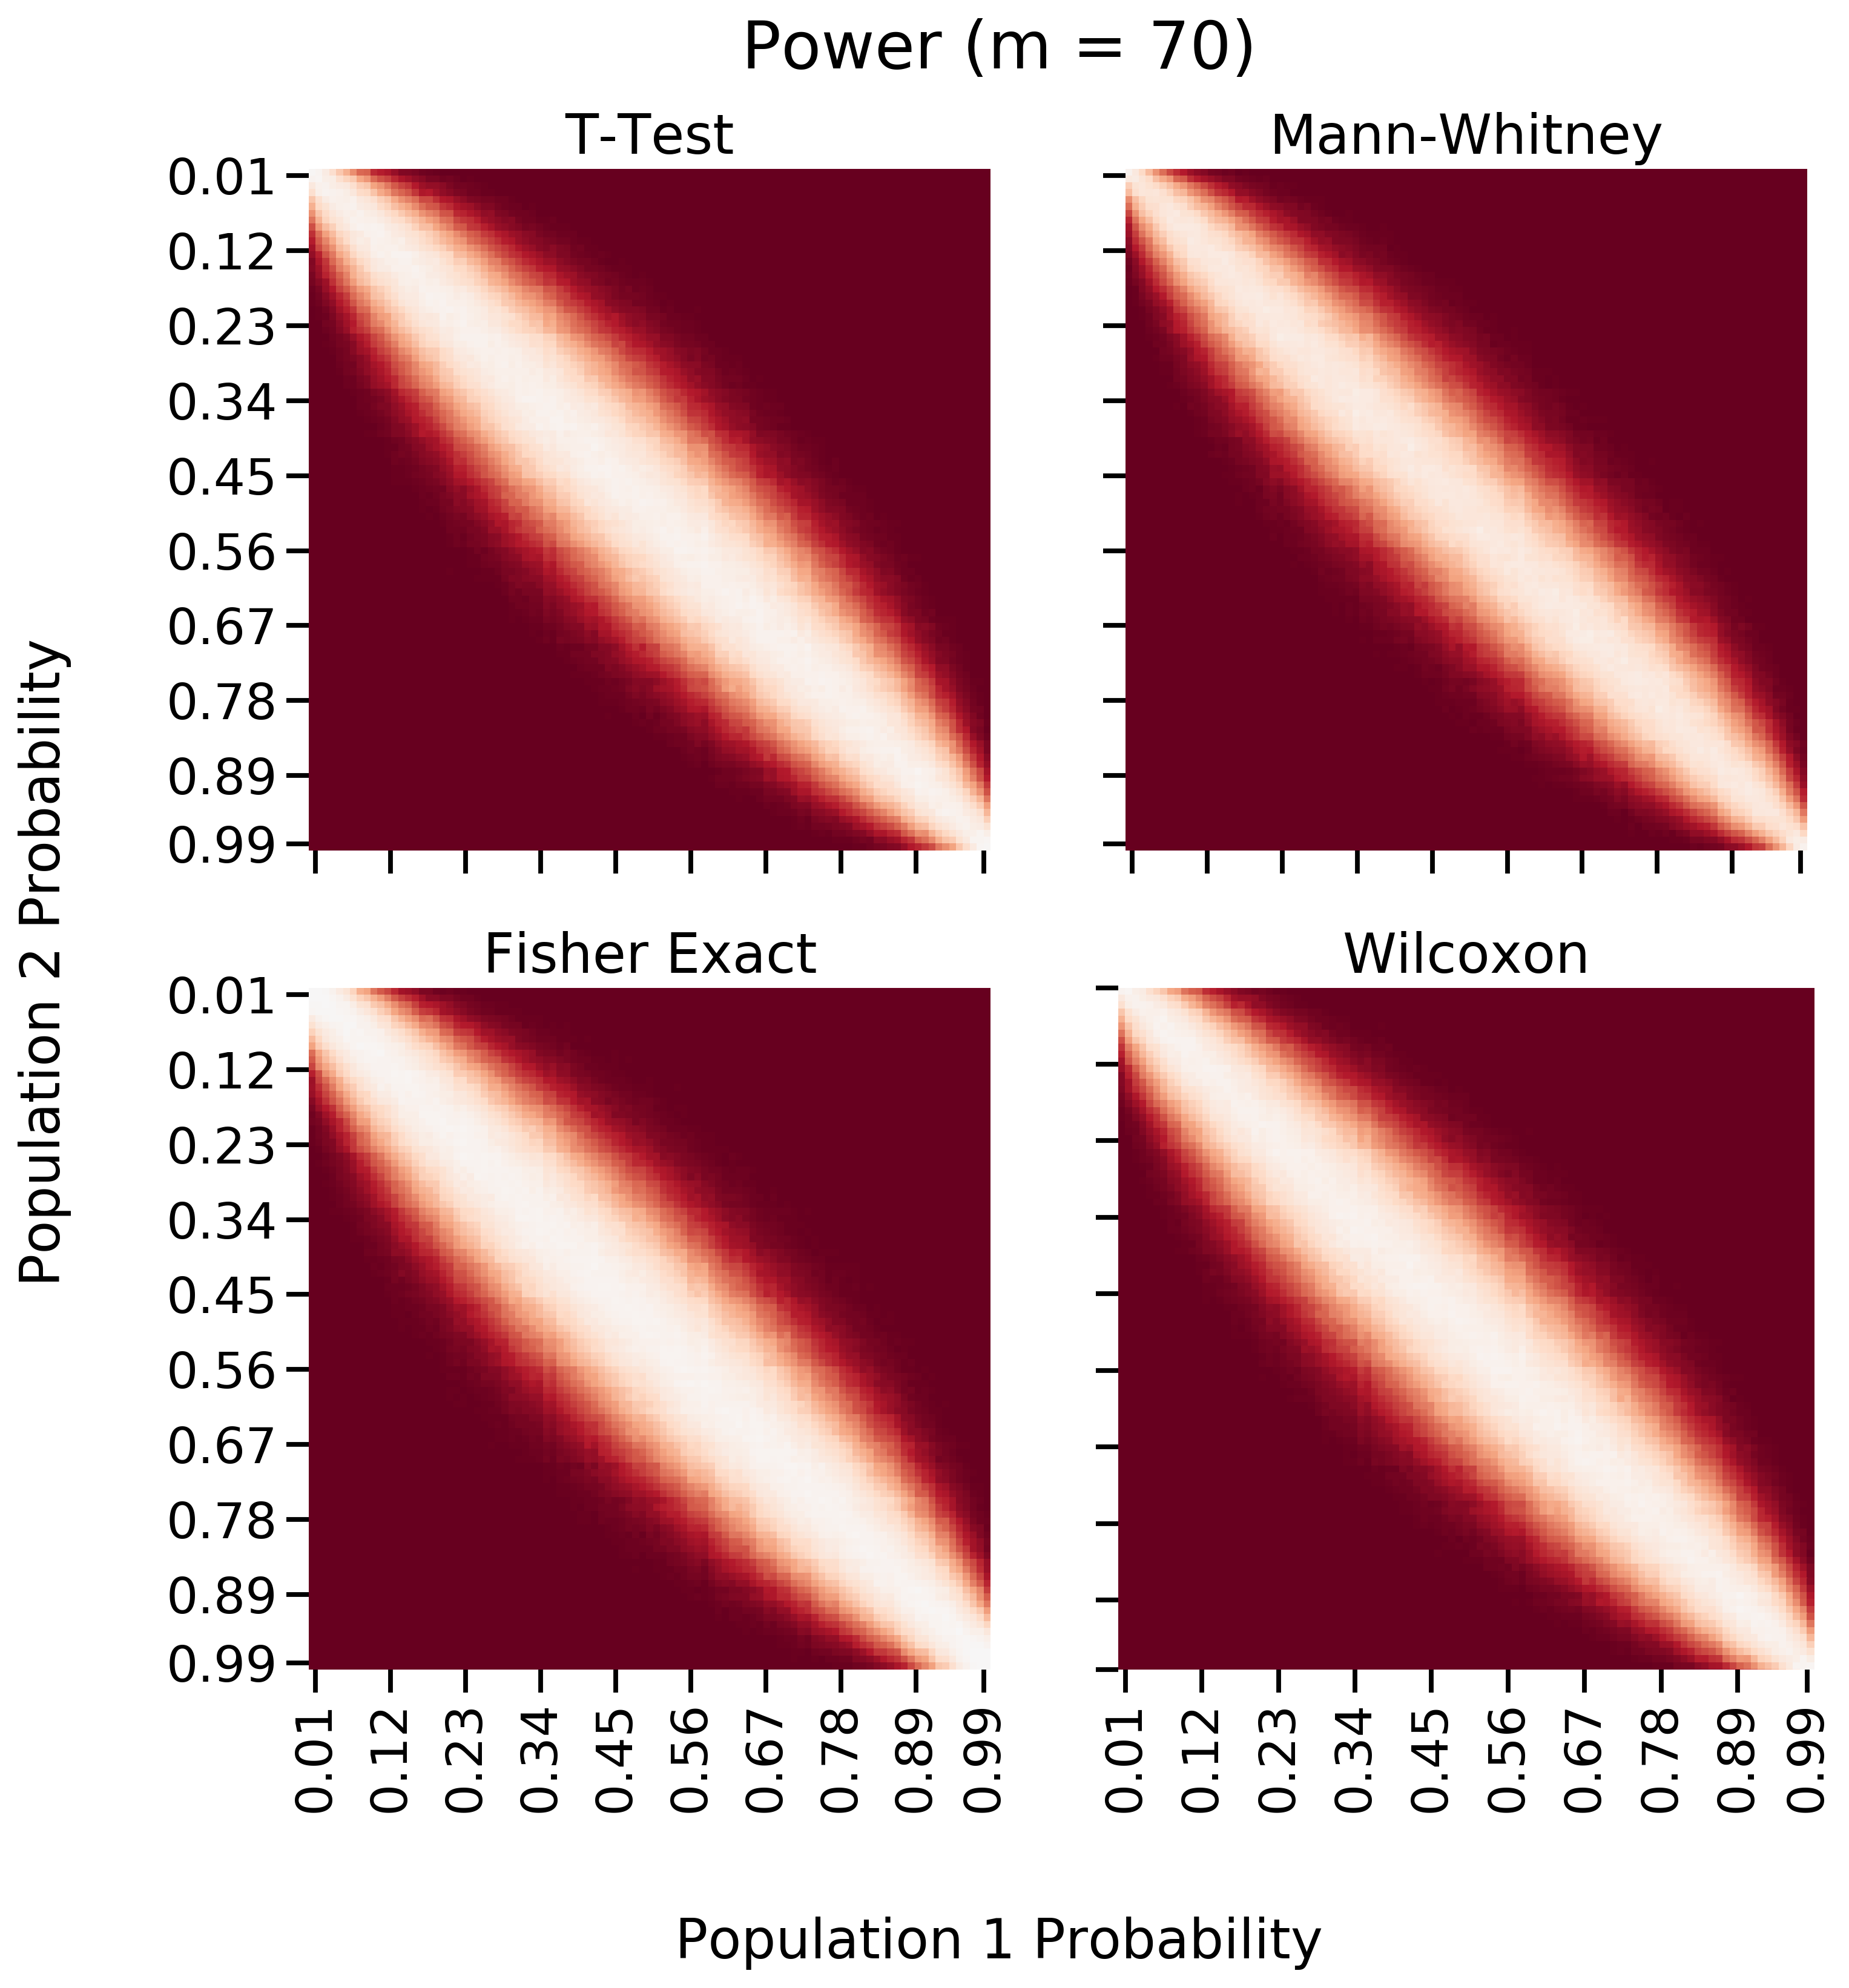 Power (m = 70)
T-Test
Mann-Whitney
0.01
0.12
0.23
0.34
0.45
0.56
0.67
0.78
0.89
0.99
Population 2 Probability
Fisher Exact
Wilcoxon
0.01
0.12
0.23
0.34
0.45
0.56
0.67
0.78
0.89
0.99
0.01 0.12 0.23 0.34 0.45 0.56 0.67 0.78 0.89 0.99
0.01 0.12 0.23 0.34 0.45 0.56 0.67 0.78 0.89 0.99
Population 1 Probability